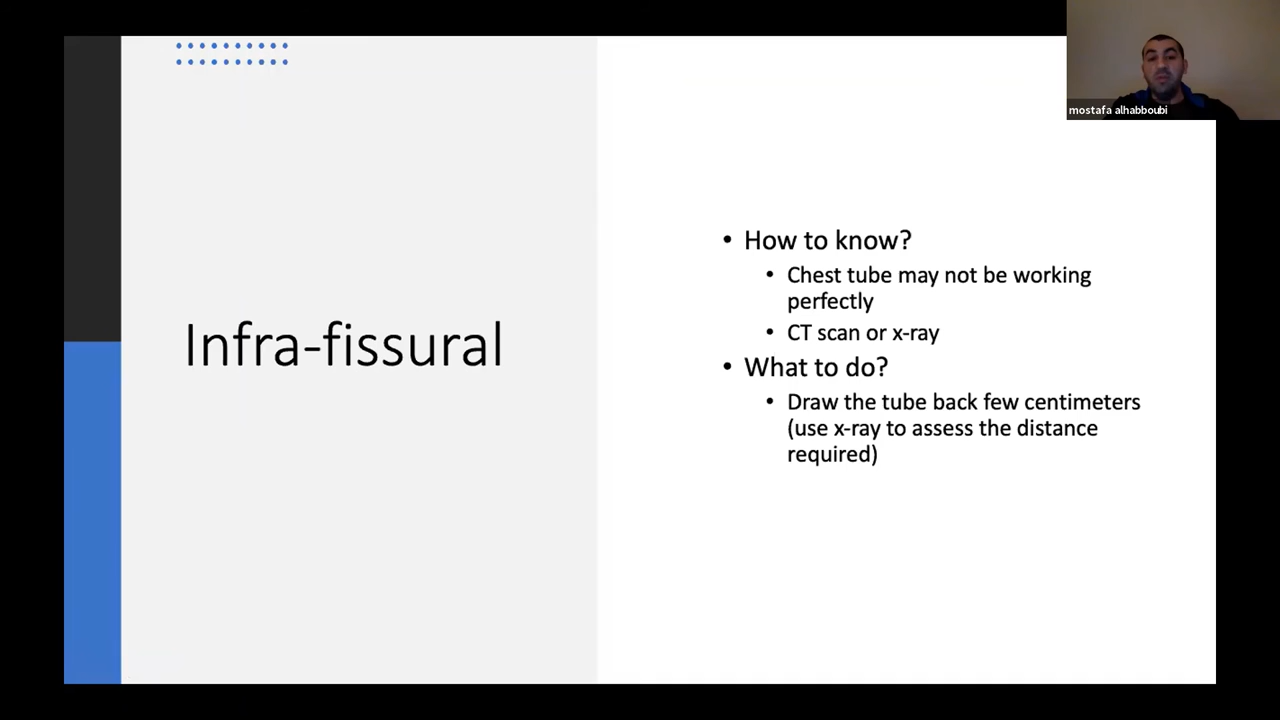 mostafa alhabboubi
Infra-fissural
• How to know?
• Chest tube may not be working
perfectly
• CT scan or x-ray
• What to do?
• Draw the tube back few centimeters
(use x-ray to assess the distance
required)